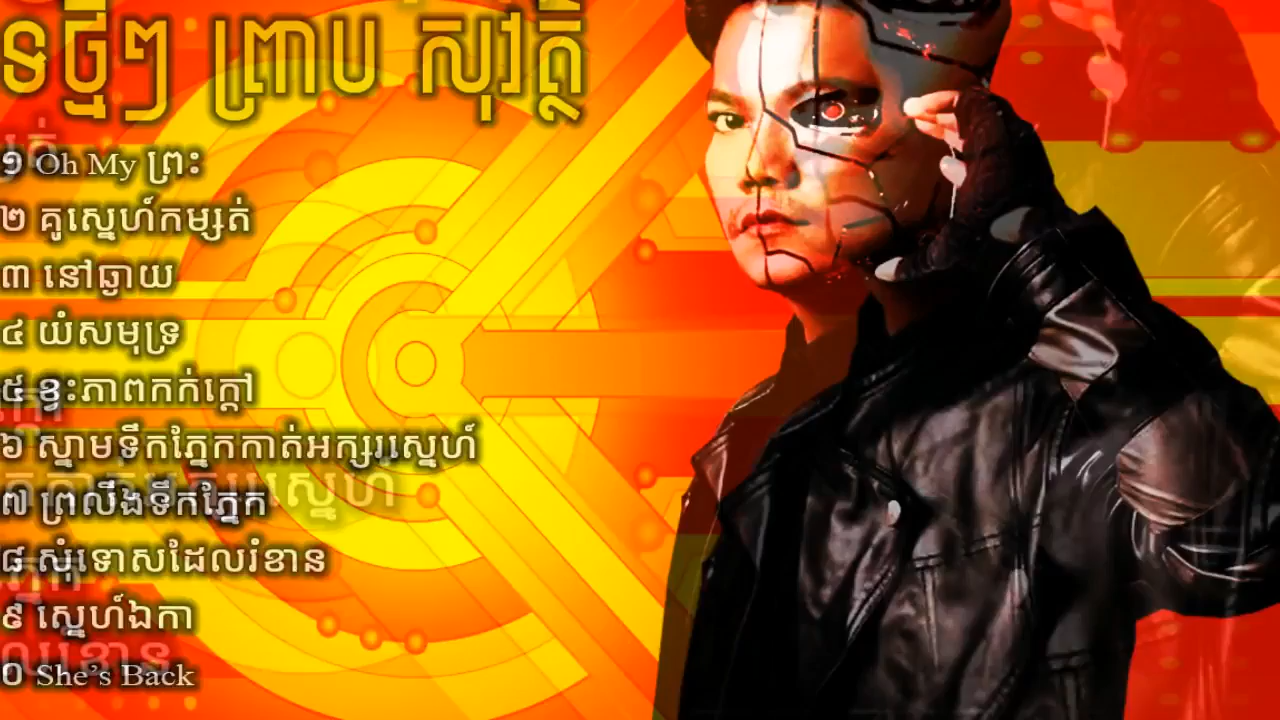 ទថ្មីៗ ព្រាប សុវត្ថិ
១ Oh My ព្រះ
២ គូស្នេហ៍កម្សត់
៣ នៅឆ្ងាយ
៤ យំសមុទ្រ
៥ ខ្វះភាពកក់ក្ដៅ
៦ ស្នាមទឹកភ្នែកកាត់អក្សរស្នេហ៍
៧ ព្រលឹងទឹកភ្នែក
៨ សុំទោសដែលរំខាន
៩ ស្នេហ៍ឯកា
០ She's Back